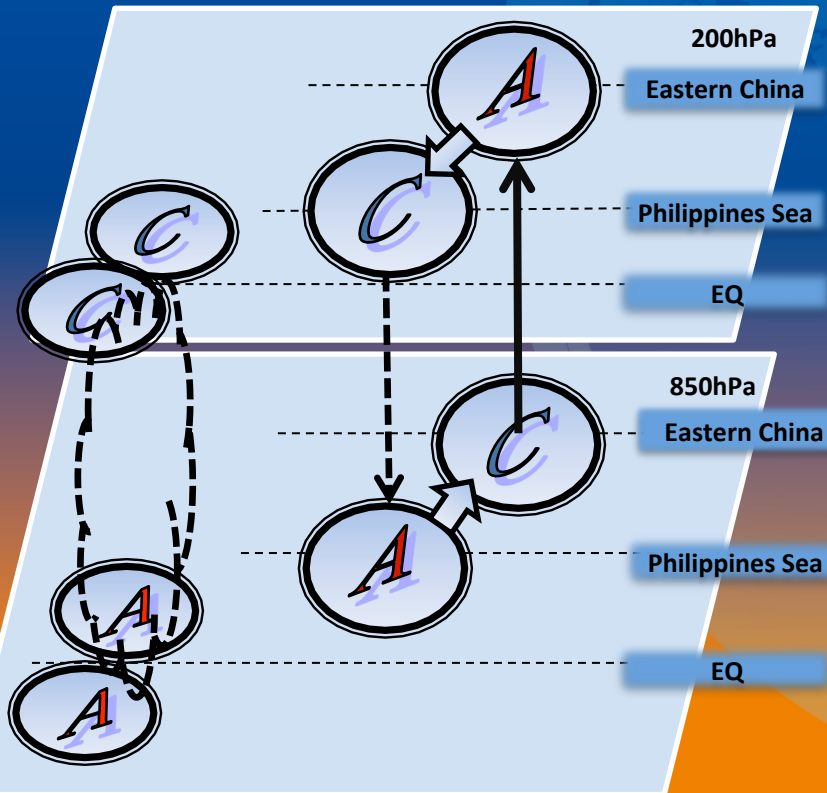 200hPa
A
Eastern China
C
Philippines Sea
C
EQ
C
850hPa
C
Eastern China
A
Philippines Sea
A
EQ
A